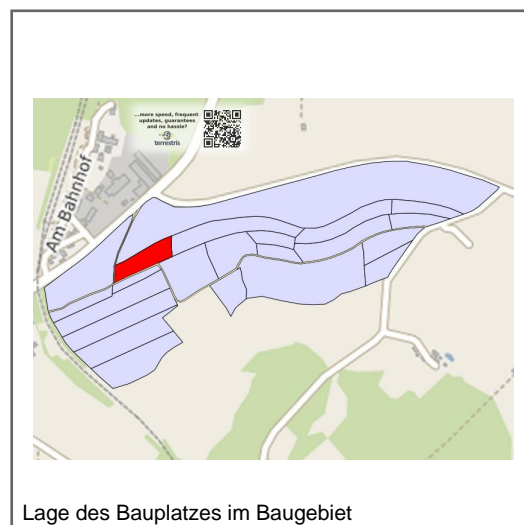 ...more speed, frequent
updates, guarantees
and no hassle?
terrestris
Am Bahnhof
Lage des Bauplatzes im Baugebiet